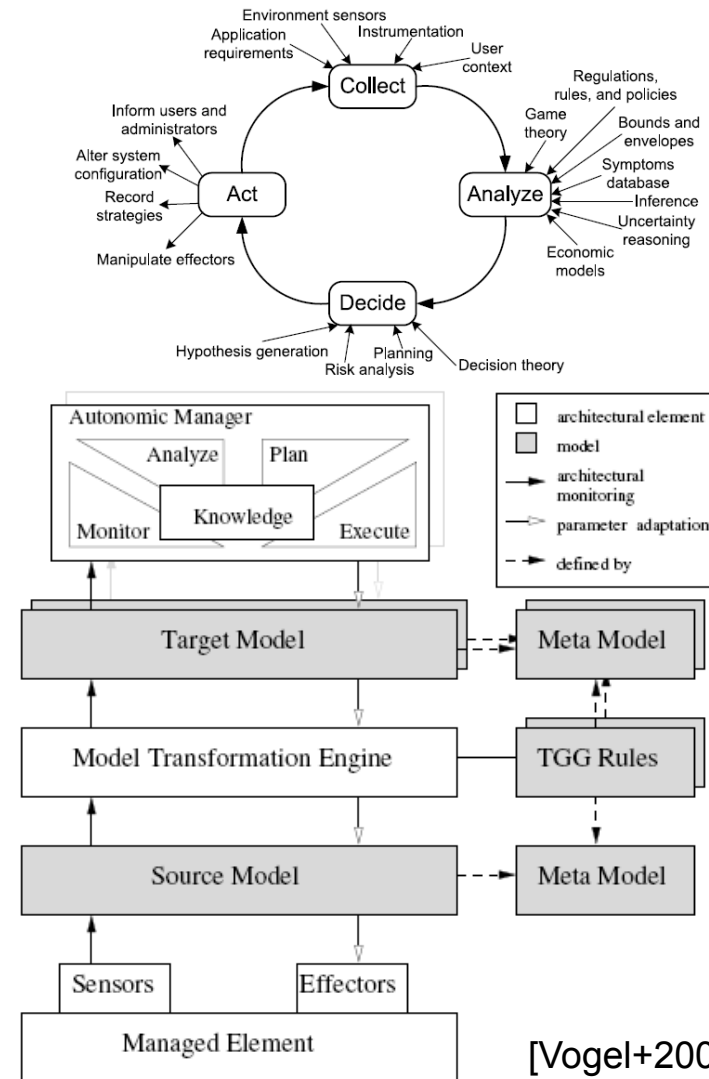 Environment sensors
Application
requirements
Instrumentation
User
context
Collect
Regulations,
rules, and policies
Game
theory
Bounds and
envelopes
Symptoms
database
Inference
Uncertainty
reasoning
Economic
models
Analyze
Inform users and
administrators
Alter system
configuration
Record
strategies
Manipulate effectors
Act
Decide
Hypothesis generation
Risk analysis
Planning
Decision theory
Autonomic Manager
Analyze
Plan
Knowledge
Monitor
Execute
architectural element
model
architectural
monitoring
parameter adaptation
defined by
Target Model
Meta Model
Model Transformation Engine
TGG Rules
Source Model
Meta Model
Sensors
Effectors
Managed Element
[Vogel+200